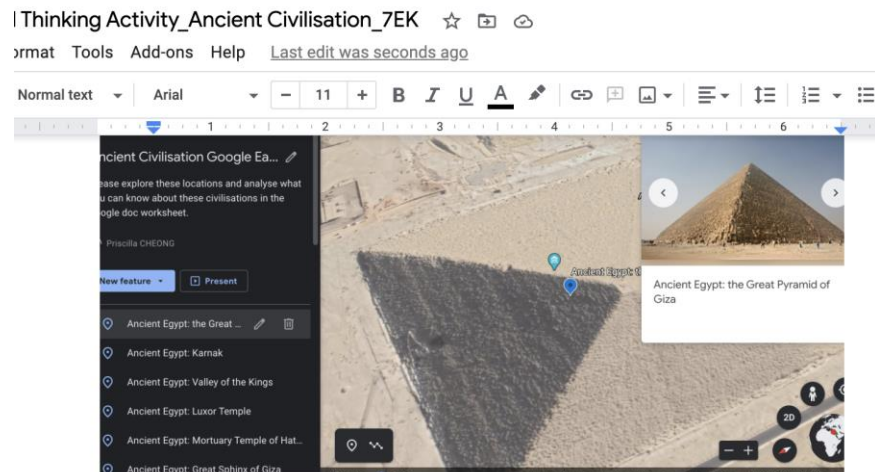 l Thinking Activity_Ancient Civilisation_7EK
ormat Tools Add-ons Help Last edit was seconds ago
Normal text Arial − 11 + B I U A
1 2 3 4 5 6
ncient Civilisation Google Ea...
ease explore these locations and analyse what
u can know about these civilisations in the
ogle doc worksheet.
Priscilla CHEONG
New feature Present
Ancient Egypt: the Great ...
Ancient Egypt: Karnak
Ancient Egypt: Valley of the Kings
Ancient Egypt: Luxor Temple
Ancient Egypt: Mortuary Temple of Hat...
Ancient Egypt: Great Sphinx of Giza
Ancient Egypt: t
Ancient Egypt: the Great Pyramid of
Giza
2D